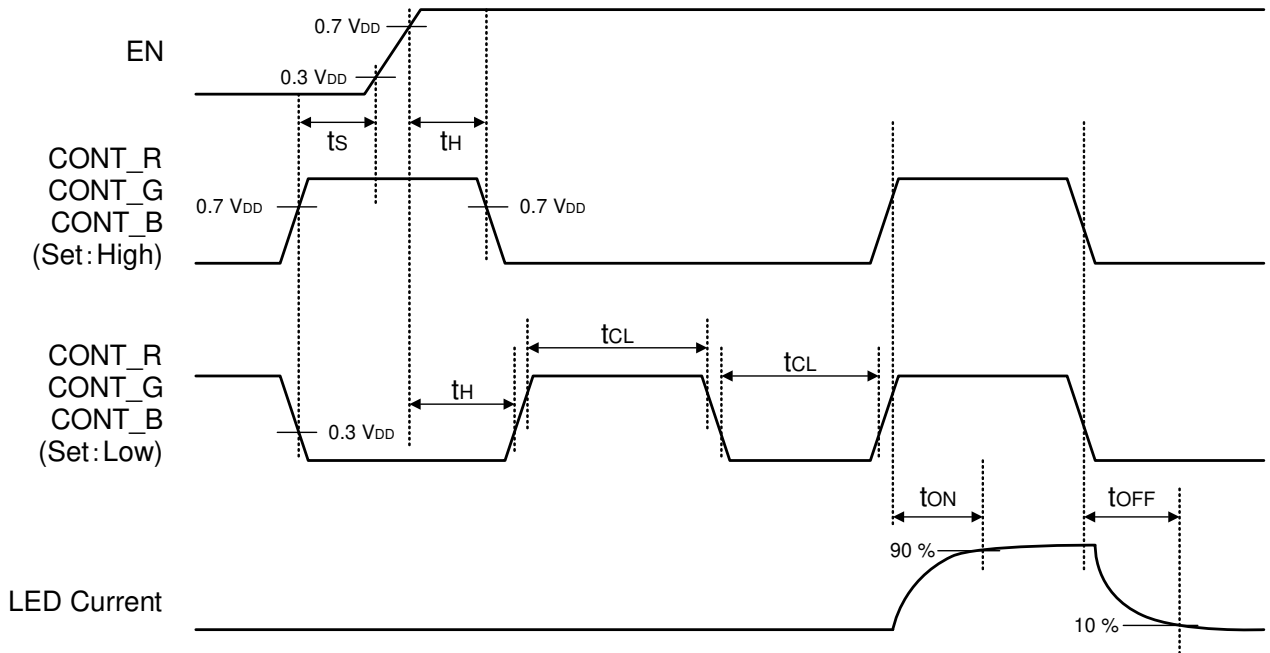 0.7 VDD
EN
0.3 VDD
tS
tH
CONT_R
CONT_G
CONT_B
(Set:High)
0.7 VDD
0.7 VDD
tCL
tCL
CONT_R
CONT_G
CONT_B
(Set:Low)
tH
0.3 VDD
tON
tOFF
90 %
LED Current
10 %